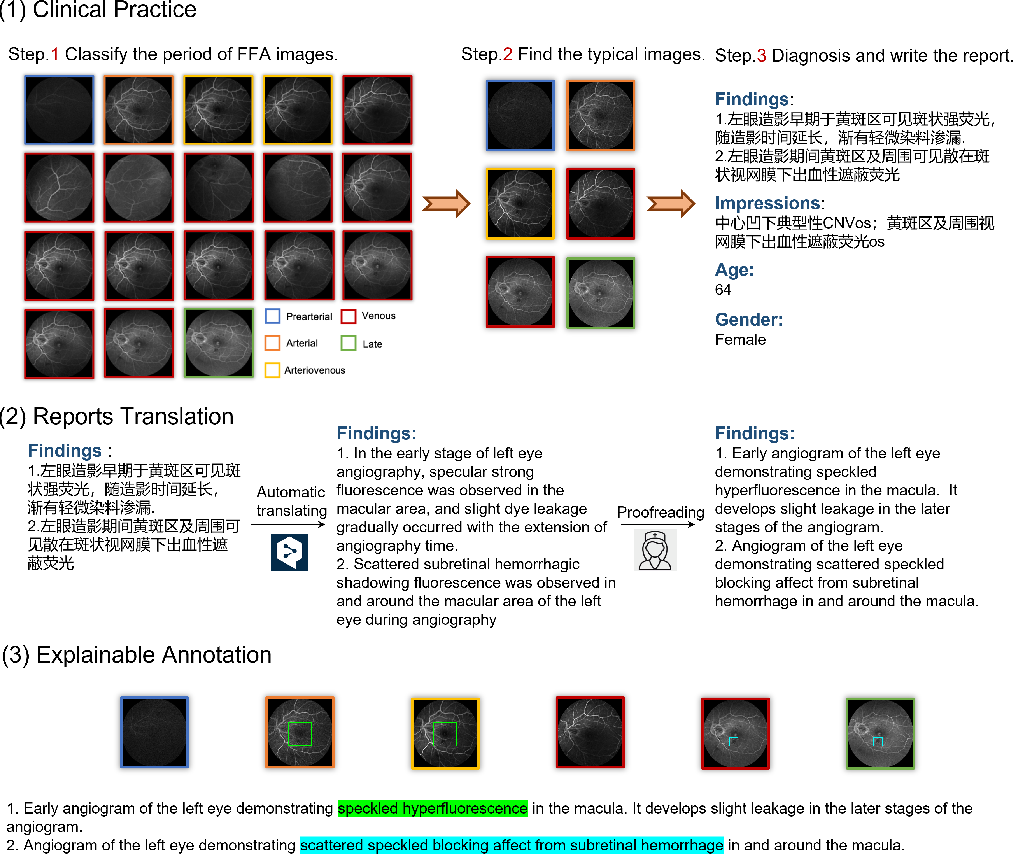 (1) Clinical Practice
Step.1 Classify the period of FFA images.
Step.2 Find the typical images.
Step.3 Diagnosis and write the report.
Prearterial
Venous
Arterial
Late
Arteriovenous
Findings:
1.左眼造影早期于黄斑区可见斑状强荧光，
随造影时间延长，渐有轻微染料渗漏.
2.左眼造影期间黄斑区及周围可见散在斑
状视网膜下出血性遮蔽荧光
Impressions:
中心凹下典型性CNVos；黄斑区及周围视
网膜下出血性遮蔽荧光os
Age:
64
Gender:
Female
(2) Reports Translation
Findings :
1.左眼造影早期于黄斑区可见斑
状强荧光，随造影时间延长，
渐有轻微染料渗漏.
2.左眼造影期间黄斑区及周围可
见散在斑状视网膜下出血性遮
蔽荧光
Automatic
translating
Findings:
1. In the early stage of left eye
angiography, specular strong
fluorescence was observed in the
macular area, and slight dye leakage
gradually occurred with the extension of
angiography time.
2. Scattered subretinal hemorrhagic
shadowing fluorescence was observed in
and around the macular area of the left
eye during angiography
Proofreading
Findings:
1. Early angiogram of the left eye
demonstrating speckled
hyperfluorescence in the macula. It
develops slight leakage in the later
stages of the angiogram.
2. Angiogram of the left eye
demonstrating scattered speckled
blocking affect from subretinal
hemorrhage in and around the macula.
(3) Explainable Annotation
1. Early angiogram of the left eye demonstrating speckled hyperfluorescence in the macula. It develops slight leakage in the later stages of the
angiogram.
2. Angiogram of the left eye demonstrating scattered speckled blocking affect from subretinal hemorrhage in and around the macula.